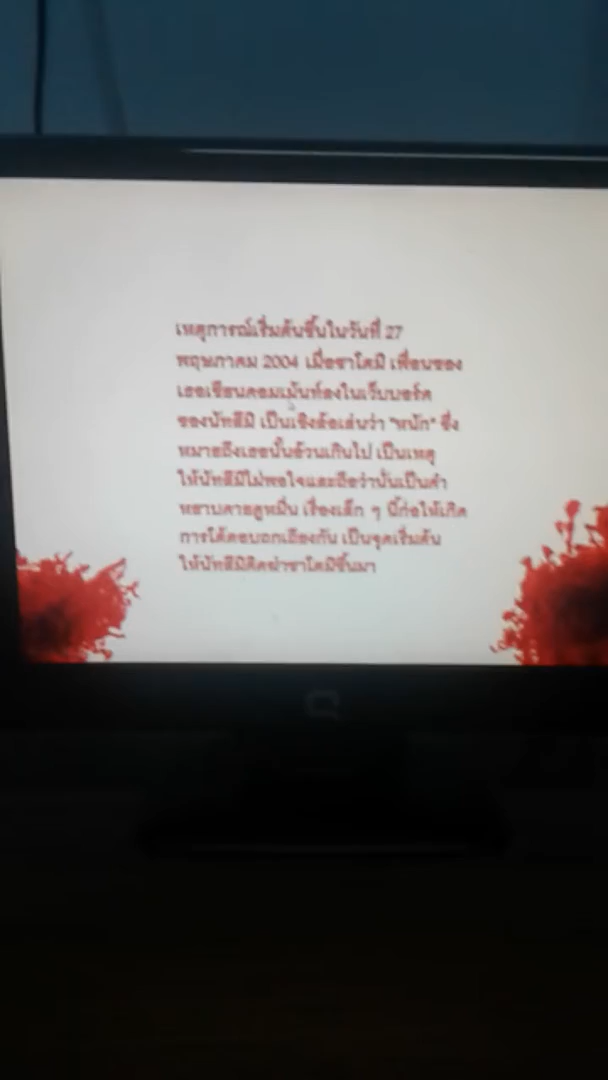 เหตุการณ์เริ่มต้นขึ้นในวันที่ 27
พฤษภาคม 2004 เมื่อซาโตมิ เพื่อนของ
เธอเขียนคอมเม้นท์ลงในเว็บบอร์ด
ของนัทสึมิ เป็นเชิงล้อเล่นว่า "หนัก" ซึ่ง
หมายถึงเธอนั้นอ้วนเกินไป เป็นเหตุ
ให้นัทสึมิไม่พอใจและถือว่านั่นเป็นคำ
หยาบคายดูหมิ่น เรื่องเล็ก ๆ นี้ก่อให้เกิด
การโต้ตอบถกเถียงกัน เป็นจุดเริ่มต้น
ให้นัทสึมิคิดฆ่าซาโตมิขึ้นมา